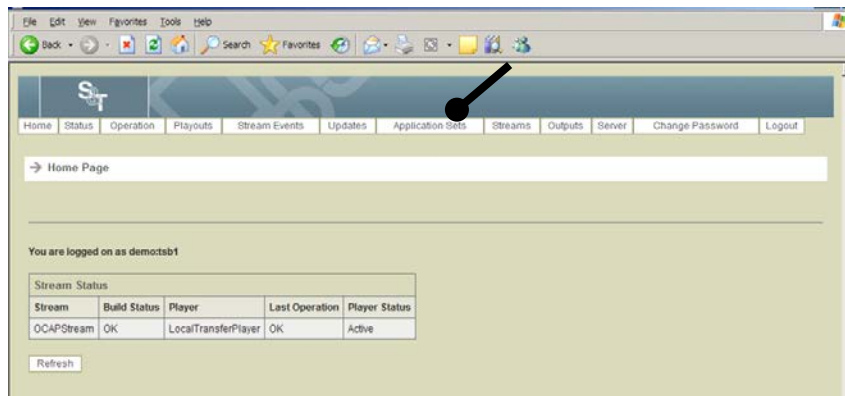 File Edit View Favorites Tools Help
Back Search Favorites
S&T
Home Status Operation Playouts Stream Events Updates Application Sets Streams Outputs Server Change Password Logout
→ Home Page
You are logged on as demo:tsb1
Stream Status
Stream Build Status Player Last Operation Player Status
OCAPStream OK LocalTransferPlayer OK Active
Refresh